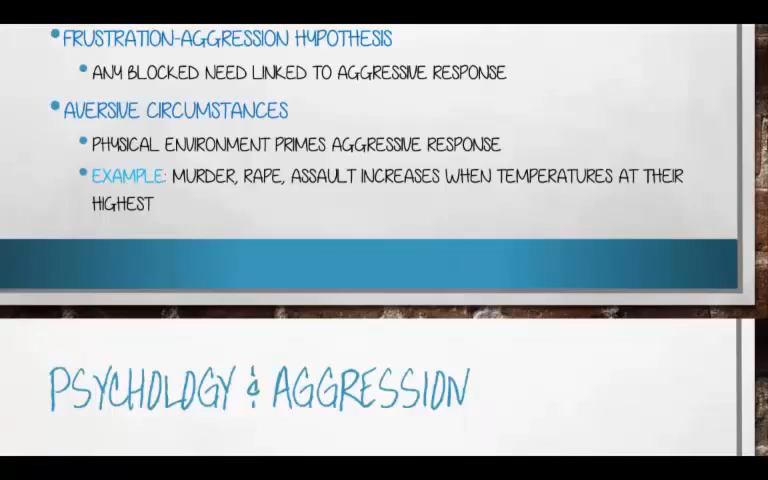 FRUSTRATION-AGGRESSION HYPOTHESIS
ANY BLOCKED NEED LINKED TO AGGRESSIVE RESPONSE
AVERSIVE CIRCUMSTANCES
PHYSICAL ENVIRONMENT PRIMES AGGRESSIVE RESPONSE
EXAMPLE: MURDER, RAPE, ASSAULT INCREASES WHEN TEMPERATURES AT THEIR
HIGHEST
PSYCHOLOGY & AGGRESSION